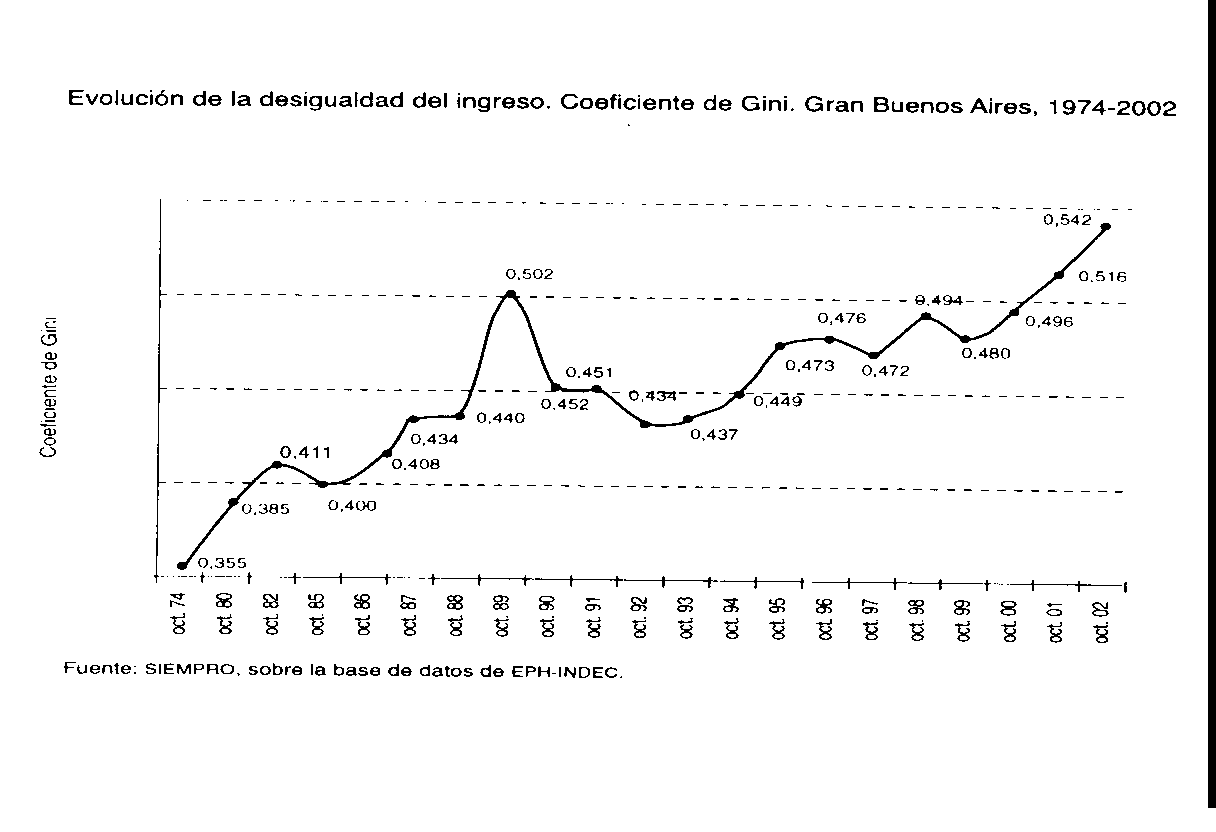 Evolución de la desigualdad del ingreso. Coeficiente de Gini. Gran Buenos Aires, 1974-2002
Coeficiente de Gini
0,542
0,502
0,516
0,494
0,476
0,496
0,480
0,473
0,472
0,451
0,434
0,452
0,449
0,440
0,437
0,434
0,411
0,408
0,400
0,385
0,355
oct. 74
oct. 80
oct. 82
oct. 85
oct. 86
oct. 87
oct. 88
oct. 89
oct. 90
oct. 91
oct. 92
oct. 93
oct. 94
oct. 95
oct. 96
oct. 97
oct. 98
oct. 99
oct. 00
oct. 01
oct. 02
Fuente: SIEMPRO, sobre la base de datos de EPH-INDEC.